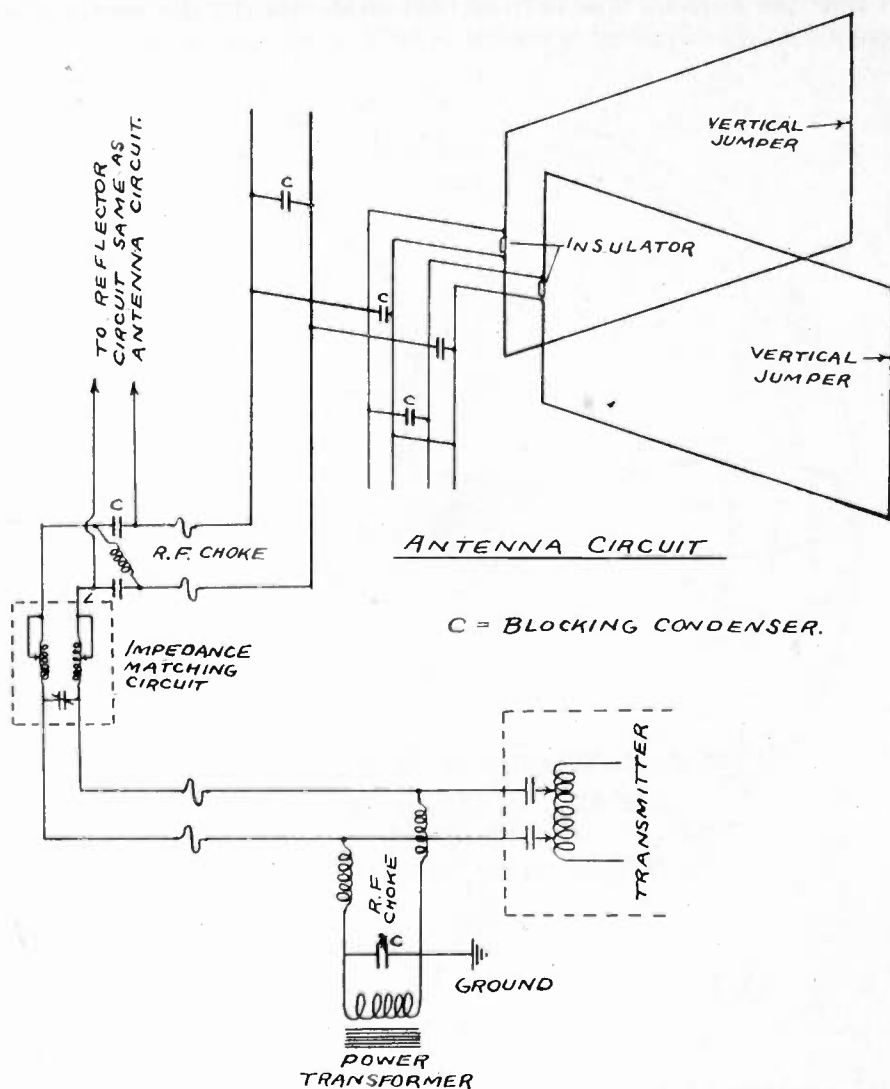 TO REFLECTOR
CIRCUIT SAME AS
ANTENNA CIRCUIT.
C
VERTICAL
JUMPER
INSULATOR
C
VERTICAL
JUMPER
C
C
R.F. CHOKE
ANTENNA CIRCUIT
C = BLOCKING CONDENSER.
IMPEDANCE
MATCHING
CIRCUIT
TRANSMITTER
R.F.
CHOKE
C
GROUND
POWER
TRANSFORMER